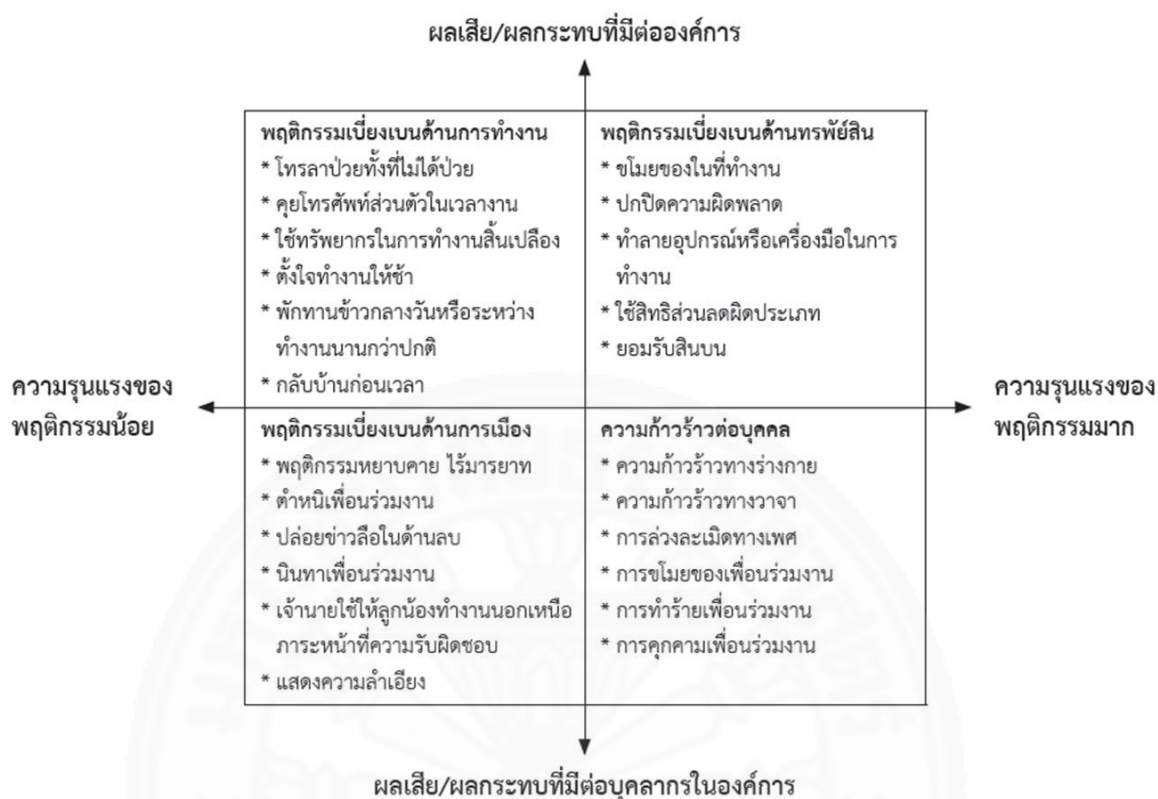 ผลเสีย/ผลกระทบที่มีต่อองค์การ
พฤติกรรมเบี่ยงเบนด้านการทำงาน
* โทรลาป่วยทั้งที่ไม่ได้ป่วย
* คุยโทรศัพท์ส่วนตัวในเวลางาน
* ใช้ทรัพยากรในการทำงานสิ้นเปลือง
* ตั้งใจทำงานให้ช้า
* พักทานข้าวกลางวันหรือระหว่าง
ทำงานนานกว่าปกติ
* กลับบ้านก่อนเวลา
พฤติกรรมเบี่ยงเบนด้านทรพัย์สิน
* ขโมยของในที่ทำงาน
* ปกปิดความผิดพลาด
* ทำลายอุปกรณ์หรือเครื่องมือในการ
ทำงาน
* ใช้สิทธิส่วนลดผิดประเภท
* ยอมรับสินบน
ความรุนแรงของ
พฤติกรรมน้อย
ความรุนแรงของ
พฤติกรรมมาก
พฤติกรรมเบี่ยงเบนด้านการเมือง
* พฤติกรรมหยาบคาย ไร้มารยาท
* ตำหนิเพื่อนร่วมงาน
* ปล่อยข่าวลือในด้านลบ
* นินทาเพื่อนร่วมงาน
* เจ้านายใช้ให้ลูกน้องทำงานนอกเหนือ
ภาระหน้าที่ความรับผิดชอบ
* แสดงความลำเอียง
ความก้าวร้าวต่อบุคคล
* ความก้าวร้าวทางร่างกาย
* ความก้าวร้าวทางวาจา
* การล่วงละเมิดทางเพศ
* การขโมยของเพื่อนร่วมงาน
* การทำร้ายเพื่อนร่วมงาน
* การคุกคามเพื่อนร่วมงาน
ผลเสีย/ผลกระทบที่มีต่อบุคลากรในองค์การ